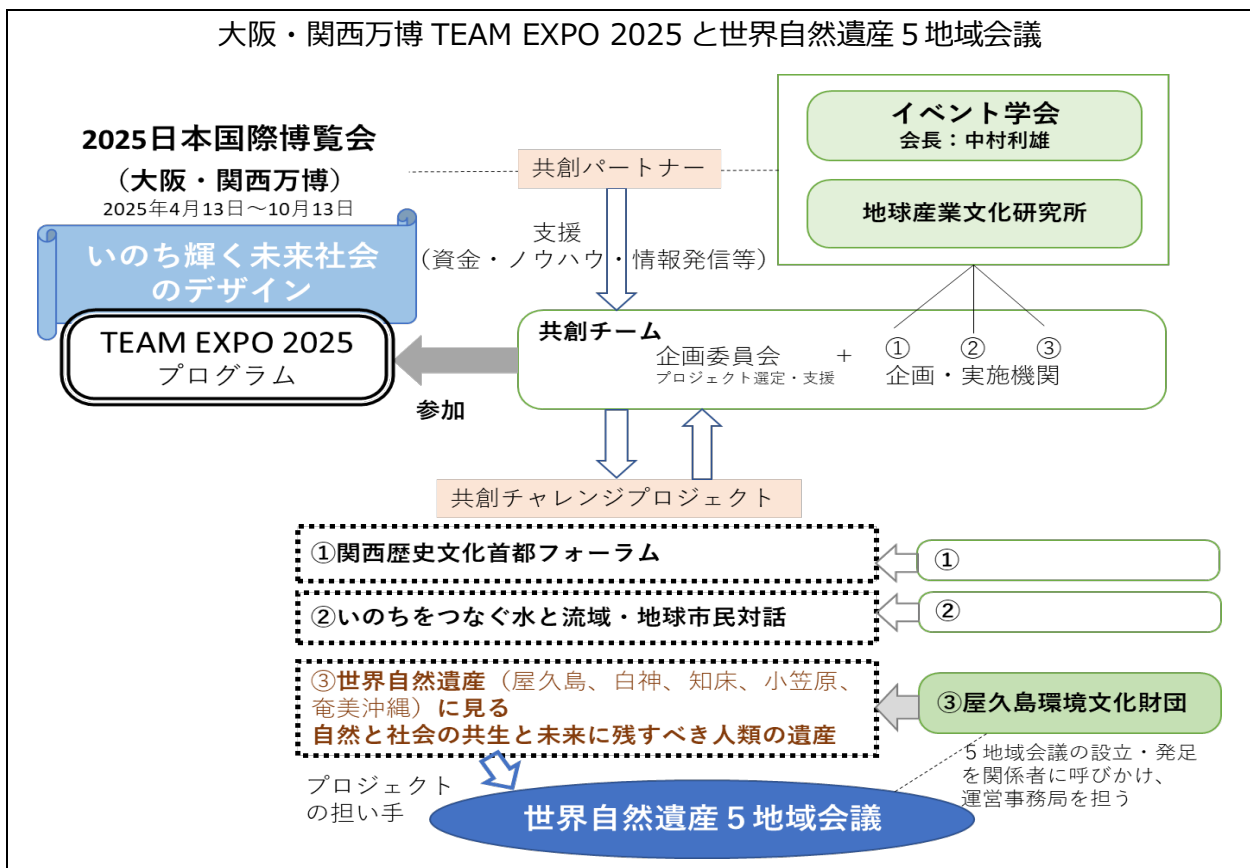 大阪・関西万博 TEAM EXPO 2025 と世界自然遺産５地域会議
2025日本国際博覧会
（大阪・関西万博）
2025年4月13日～10月13日
いのち輝く未来社会
のデザイン
TEAM EXPO 2025
プログラム
共創パートナー
イベント学会
会長：中村利雄
地球産業文化研究所
支援
（資金・ノウハウ・情報発信等）
共創チーム
企画委員会
プロジェクト選定・支援
+
① ② ③
企画・実施機関
参加
共創チャレンジプロジェクト
①関西歴史文化首都フォーラム
①
②いのちをつなぐ水と流域・地球市民対話
②
③世界自然遺産（屋久島、白神、知床、小笠原、
奄美沖縄）に見る
自然と社会の共生と未来に残すべき人類の遺産
③屋久島環境文化財団
プロジェクト
の担い手
５地域会議の設立・発足
を関係者に呼びかけ、
運営事務局を担う
世界自然遺産５地域会議